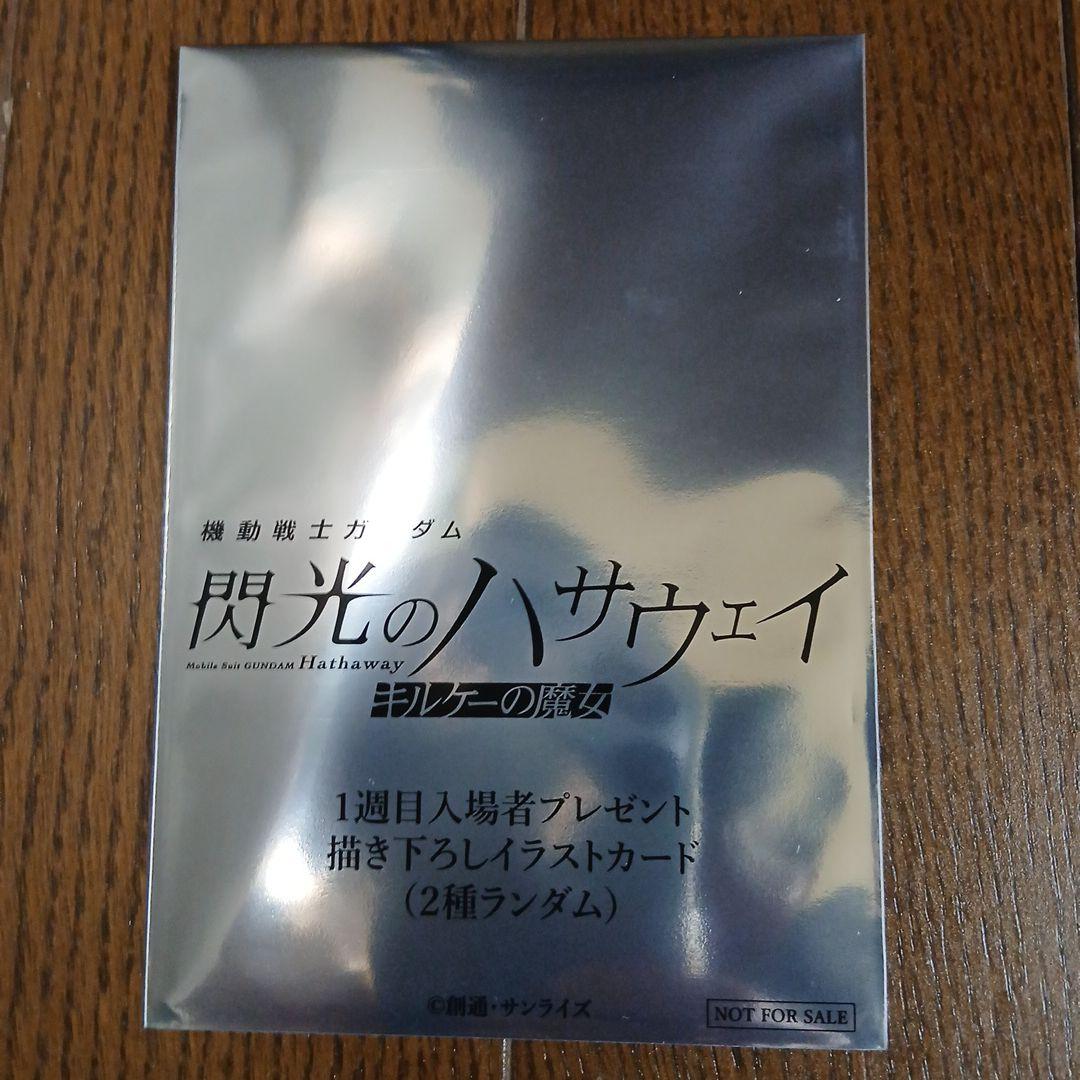 機動戦士ガンダム
閃光のハサウェイ
Mobile Suit GUNDAM Hathaway
キルケーの魔女
1週目入場者プレゼント
描き下ろしイラストカード
(2種ランダム)
©創通・サンライズ
NOT FOR SALE